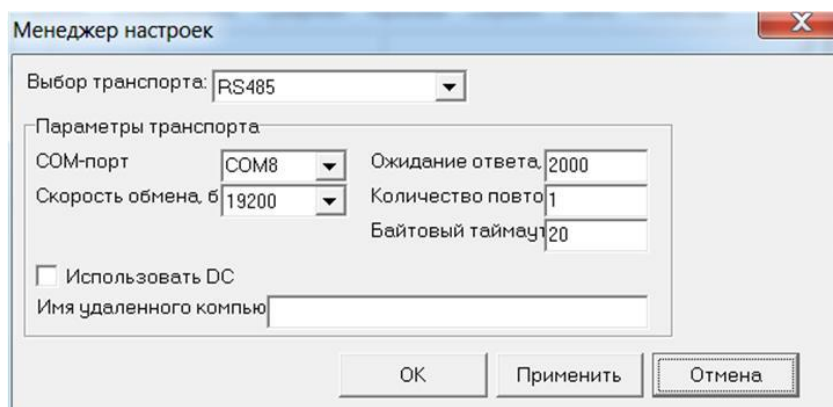 Менеджер настроек
Выбор транспорта: RS485
Параметры транспорта
COM-порт COM8 Ожидание ответа, 2000
Скорость обмена, б 19200 Количество повто 1
Байтовый таймаут 20
Использовать DC
Имя удаленного компью
OK Применить Отмена